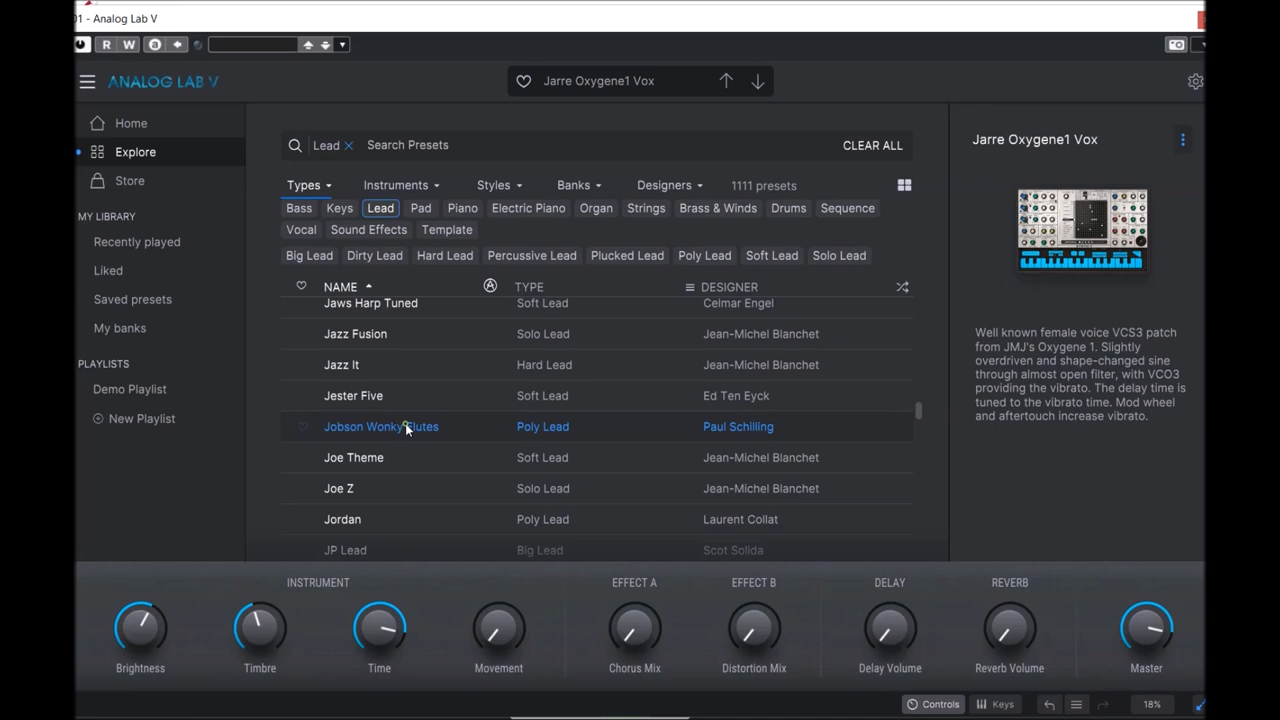 01 - Analog Lab V
R W
ANALOG LAB V
Jarre Oxygene1 Vox
Home
Explore
Store
MY LIBRARY
Recently played
Liked
Saved presets
My banks
PLAYLISTS
Demo Playlist
New Playlist
Lead Search Presets CLEAR ALL
Types Instruments Styles Banks Designers 1111 presets
Bass Keys Lead Pad Piano Electric Piano Organ Strings Brass & Winds Drums Sequence
Vocal Sound Effects Template
Big Lead Dirty Lead Hard Lead Percussive Lead Plucked Lead Poly Lead Soft Lead Solo Lead
NAME TYPE DESIGNER
Jaws Harp Tuned Soft Lead Celmar Engel
Jazz Fusion Solo Lead Jean-Michel Blanchet
Jazz It Hard Lead Jean-Michel Blanchet
Jester Five Soft Lead Ed Ten Eyck
Jobson Wonky Flutes Poly Lead Paul Schilling
Joe Theme Soft Lead Jean-Michel Blanchet
Joe Z Solo Lead Jean-Michel Blanchet
Jordan Poly Lead Laurent Collat
JP Lead Big Lead Scot Solida
Jarre Oxygene1 Vox
Well known female voice VCS3 patch
from JMJ's Oxygene 1. Slightly
overdriven and shape-changed sine
through almost open filter, with VCO3
providing the vibrato. The delay time is
tuned to the vibrato time. Mod wheel
and aftertouch increase vibrato.
INSTRUMENT EFFECT A EFFECT B DELAY REVERB
Brightness Timbre Time Movement Chorus Mix Distortion Mix Delay Volume Reverb Volume Master
Controls Keys 18%